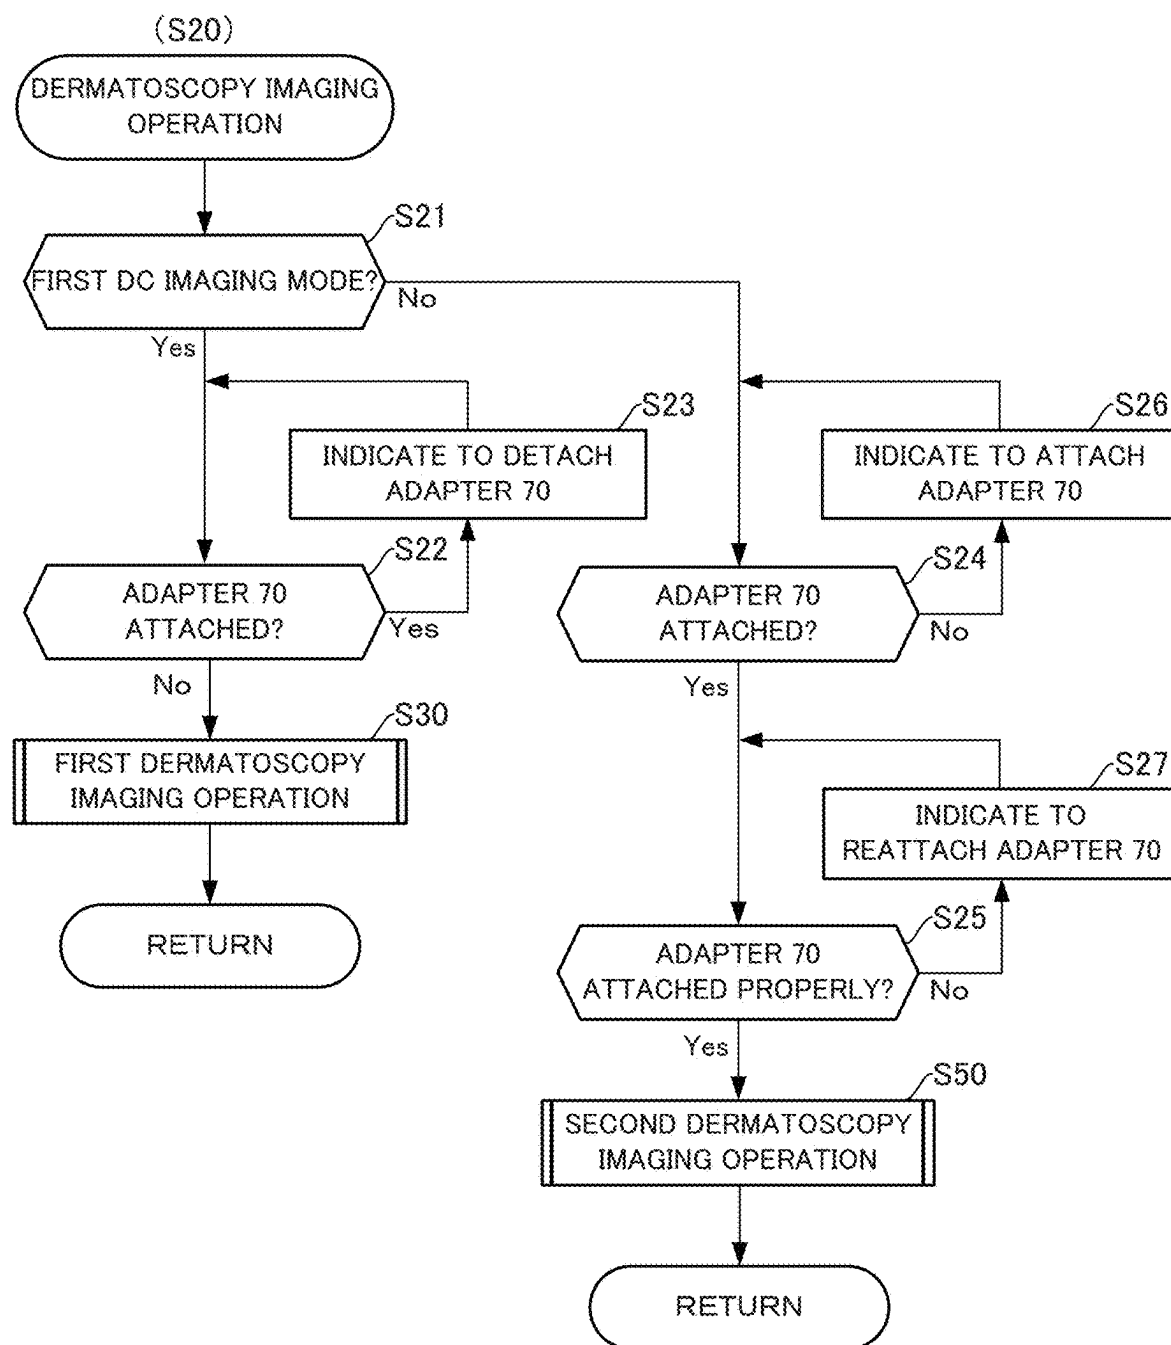 (S20)
DERMATOSCOPY IMAGING
OPERATION
S21
FIRST DC IMAGING MODE?
No
Yes
S23
INDICATE TO DETACH
ADAPTER 70
S26
INDICATE TO ATTACH
ADAPTER 70
S22
ADAPTER 70
ATTACHED?
Yes
No
S24
ADAPTER 70
ATTACHED?
No
Yes
S30
FIRST DERMATOSCOPY
IMAGING OPERATION
RETURN
S27
INDICATE TO
REATTACH ADAPTER 70
S25
ADAPTER 70
ATTACHED PROPERLY?
No
Yes
S50
SECOND DERMATOSCOPY
IMAGING OPERATION
RETURN